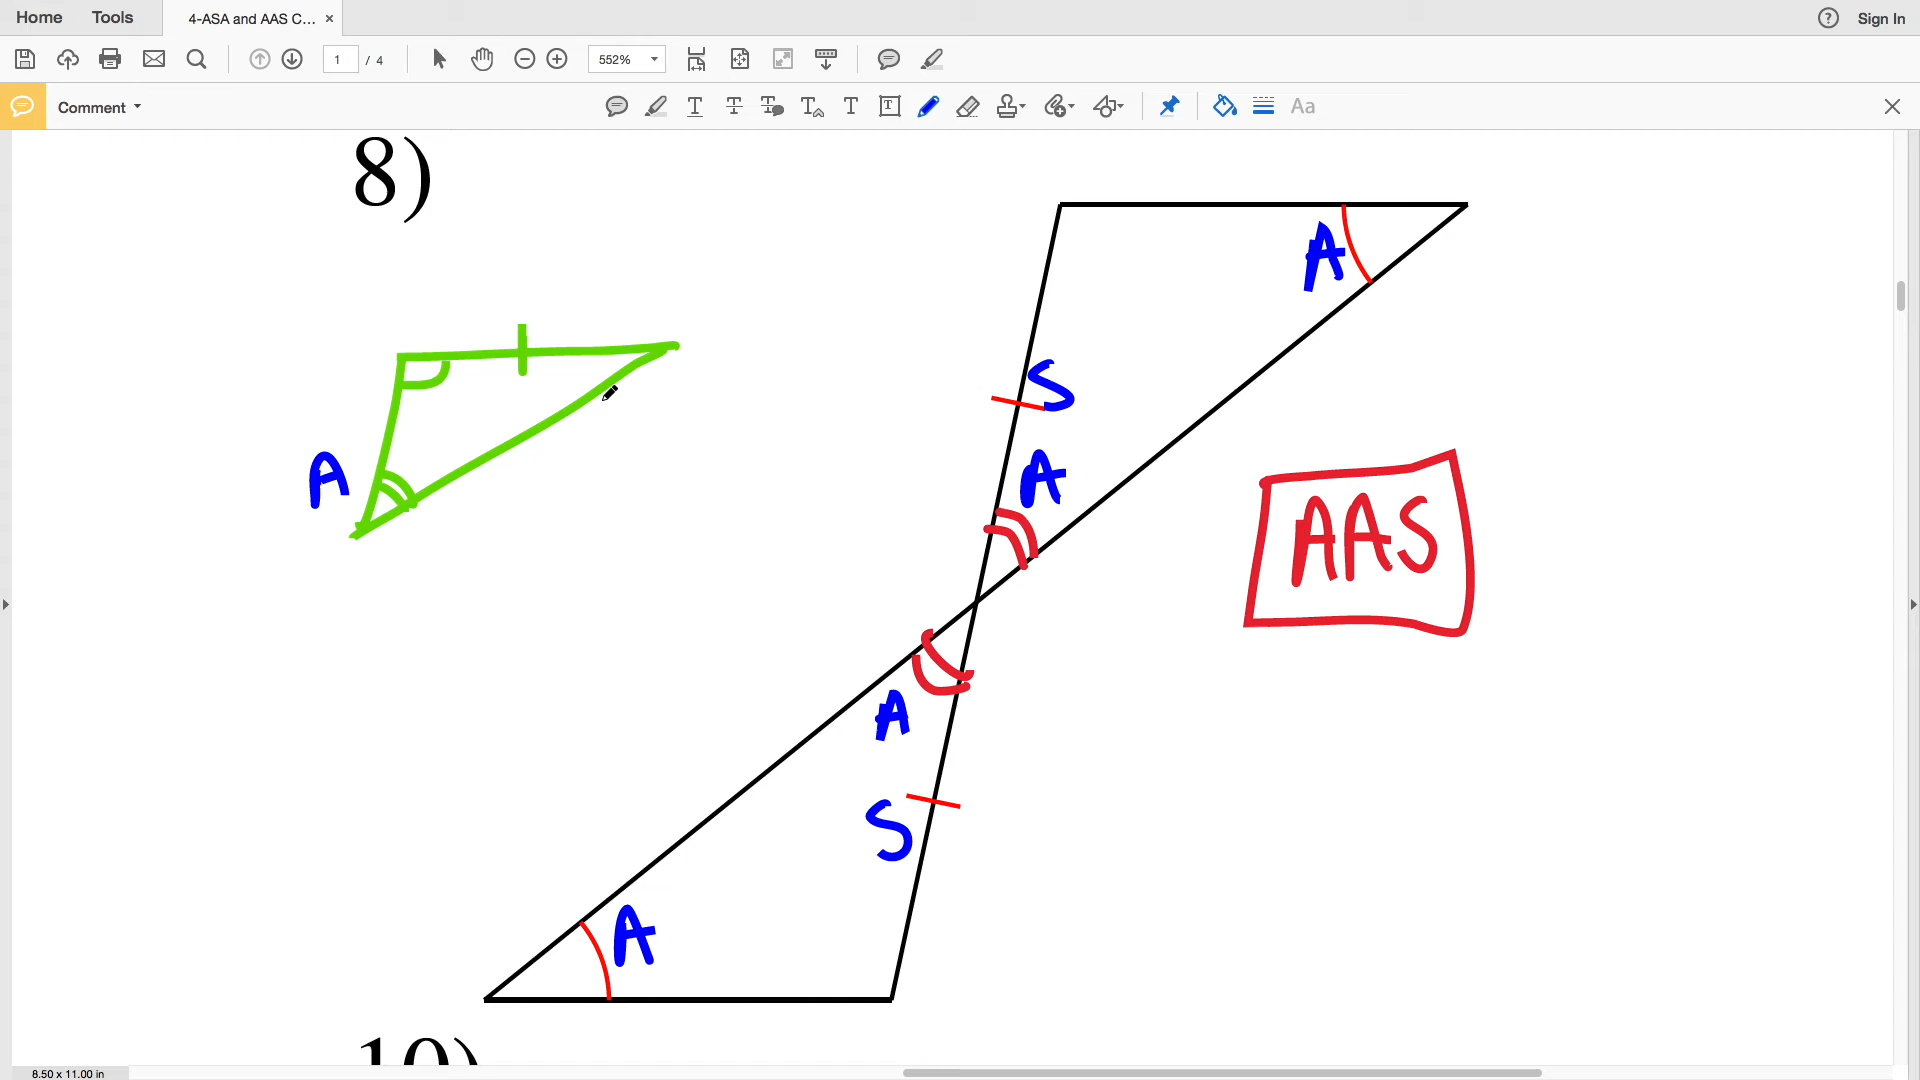 Home Tools 4-ASA and AAS C... × ? Sign In
1 / 4 552%
Comment T T T T T T Aa
8)
A
S
A
A
AAS
A
S
A
10)
8.50 x 11.00 in